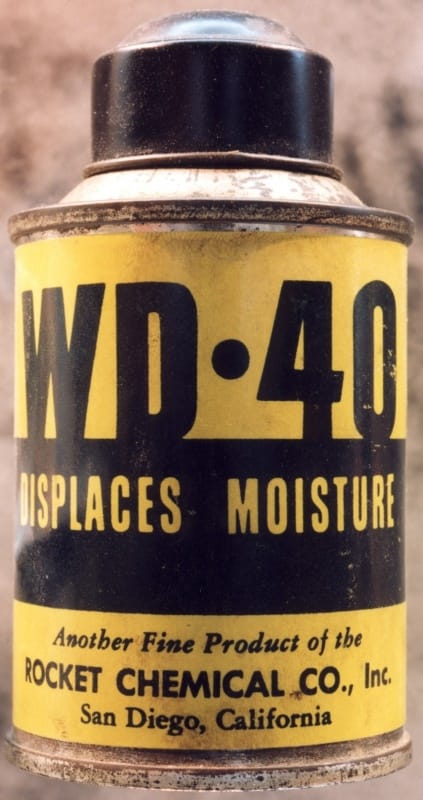 WD•40
DISPLACES MOISTURE
Another Fine Product of the
ROCKET CHEMICAL CO., Inc.
San Diego, California